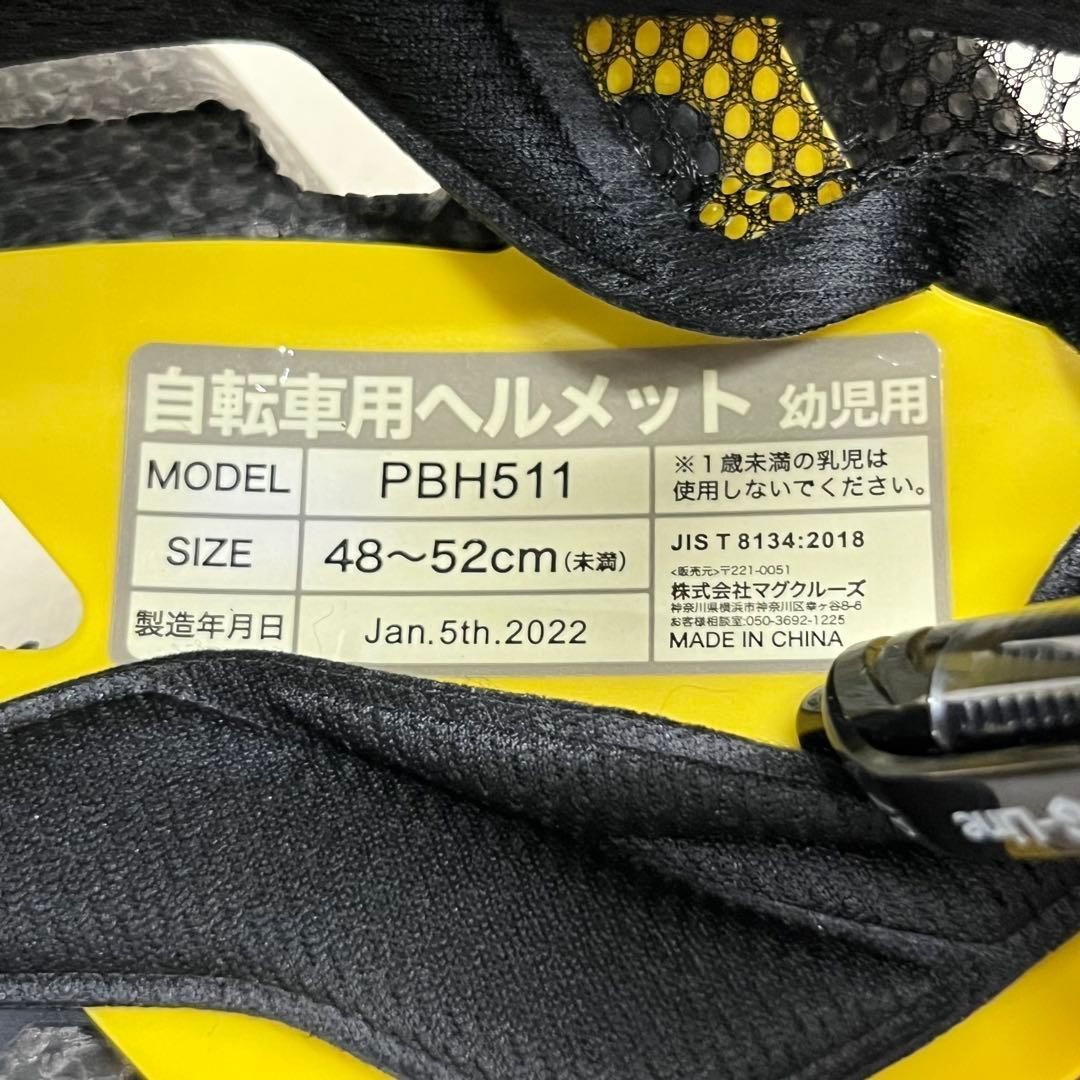 自転車用ヘルメット 幼児用
MODEL PBH511
※1歳未満の乳児は
使用しないでください。
SIZE 48～52cm(未満)
製造年月日 Jan.5th.2022
JIS T 8134:2018
<販売元>〒221-0051
株式会社マグクルーズ
神奈川県横浜市神奈川区幸ヶ谷8-6
お客様相談室:050-3692-1225
MADE IN CHINA
G-Line